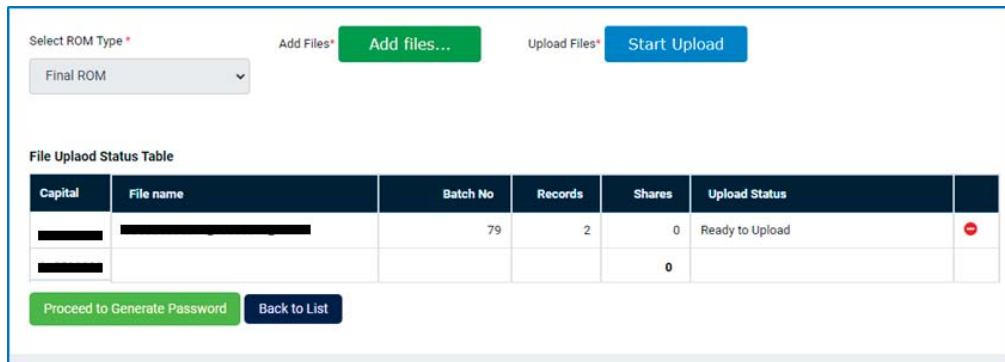 Select ROM Type * Add Files* Add files... Upload Files* Start Upload
Final ROM
File Uplaod Status Table
Capital File name Batch No Records Shares Upload Status
79 2 0 Ready to Upload
0
Proceed to Generate Password Back to List